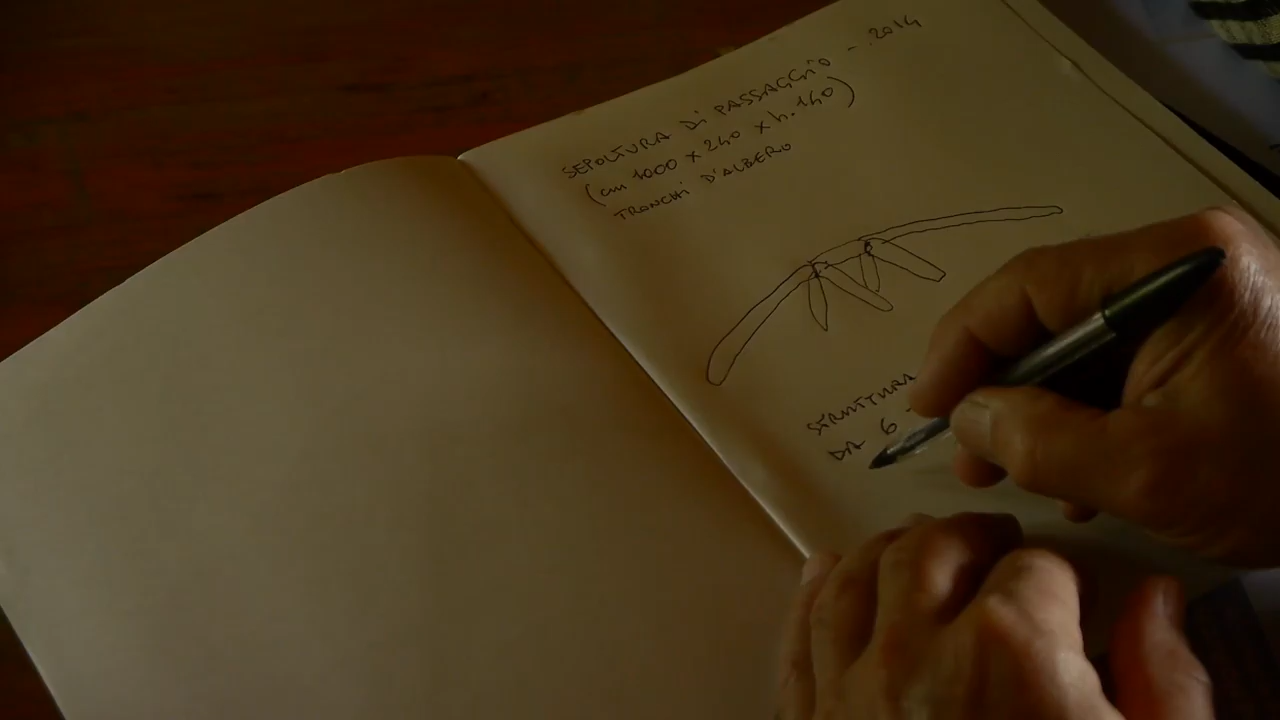 SEPOLTURA DI PASSAGGIO - 2014
(cm 1000 x 240 x h. 140)
TRONCHI D'ALBERO
STRUTTURA
DA 6